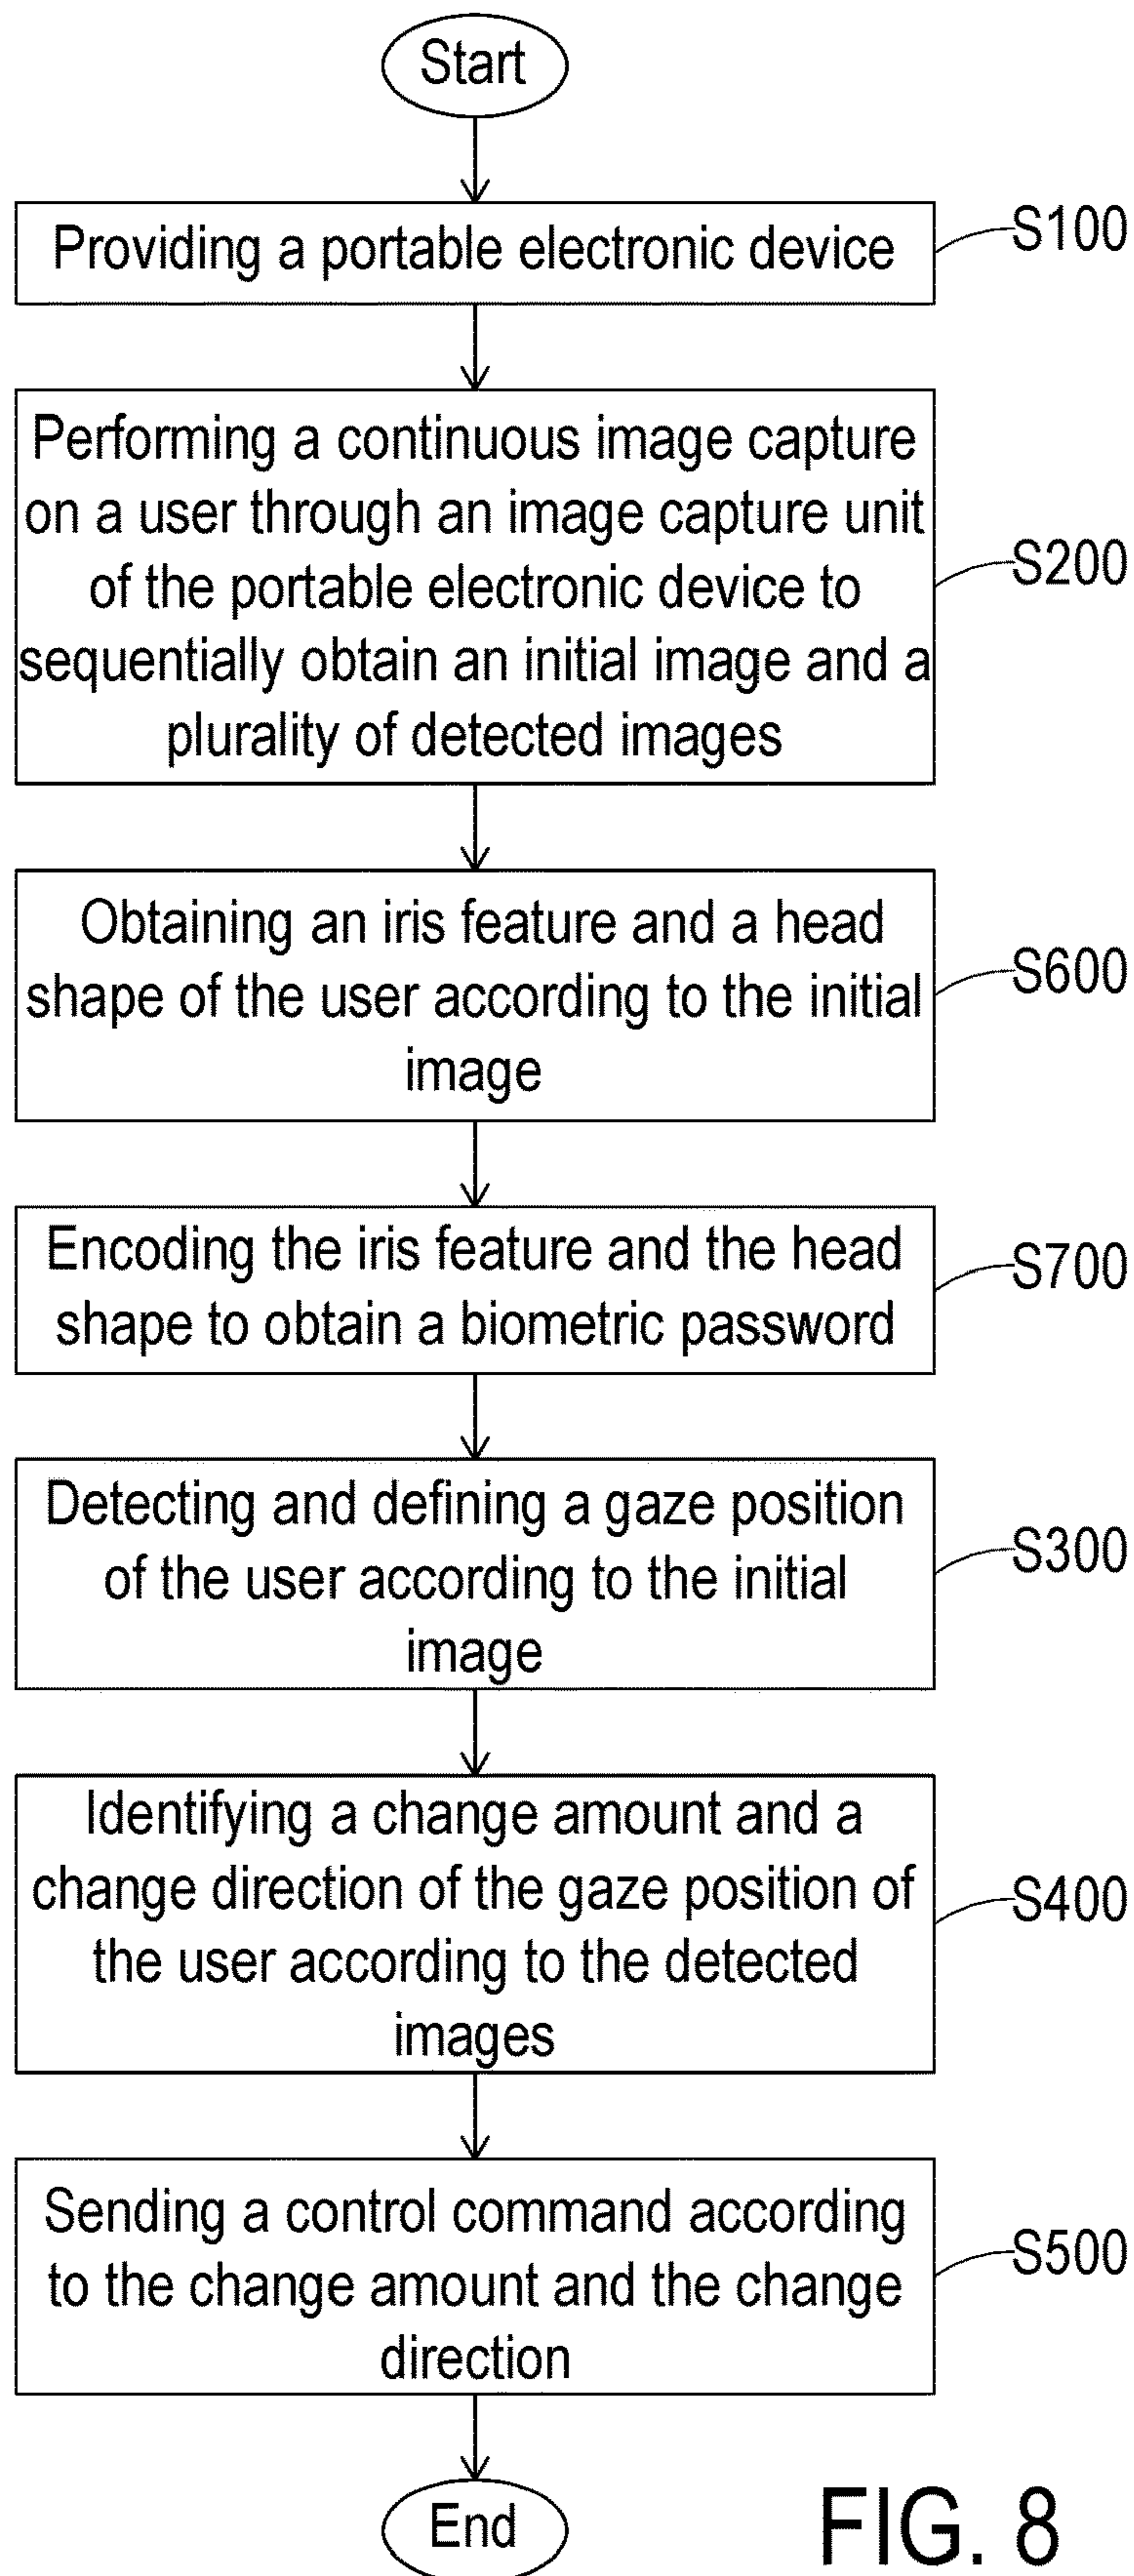 Start
Providing a portable electronic device
S100
Performing a continuous image capture
on a user through an image capture unit
of the portable electronic device to
sequentially obtain an initial image and a
plurality of detected images
S200
Obtaining an iris feature and a head
shape of the user according to the initial
image
S600
Encoding the iris feature and the head
shape to obtain a biometric password
S700
Detecting and defining a gaze position
of the user according to the initial
image
S300
Identifying a change amount and a
change direction of the gaze position of
the user according to the detected
images
S400
Sending a control command according
to the change amount and the change
direction
S500
End
FIG. 8